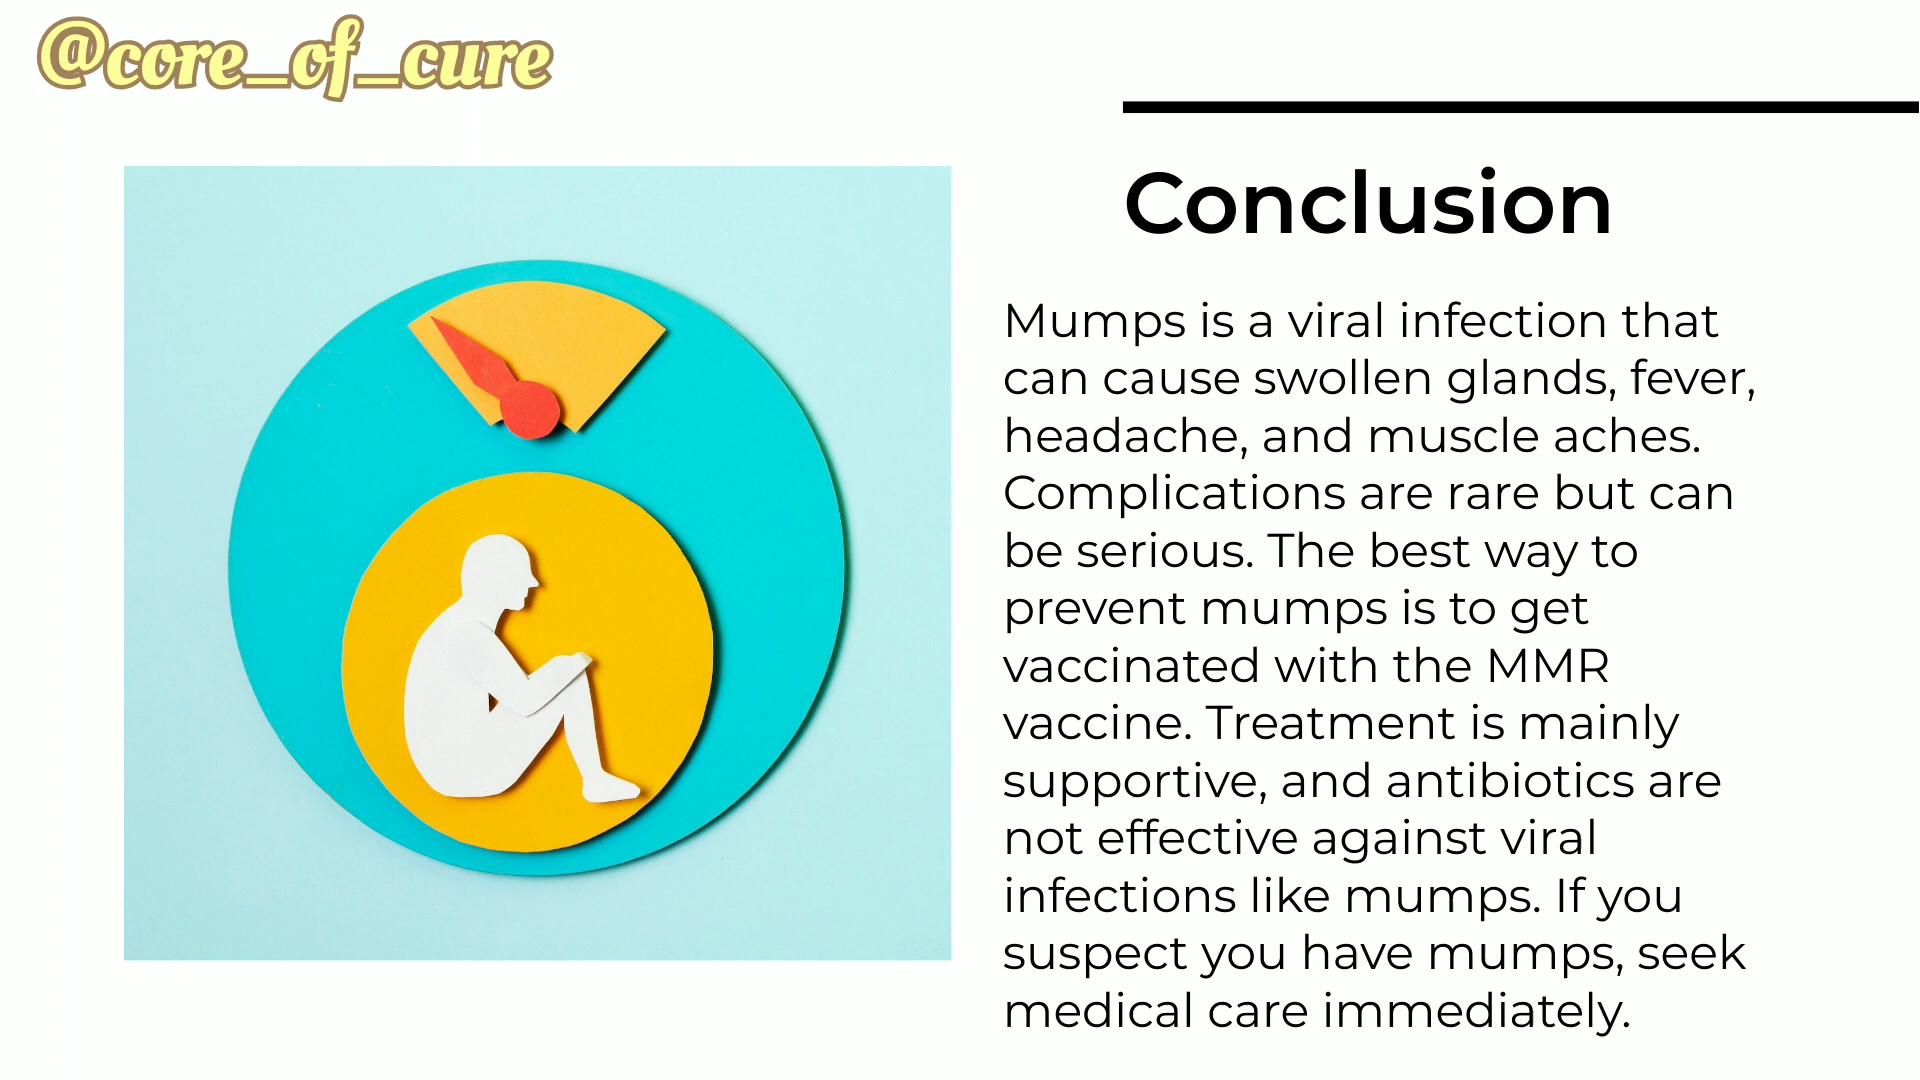 @core_of_cure
Conclusion
Mumps is a viral infection that
can cause swollen glands, fever,
headache, and muscle aches.
Complications are rare but can
be serious. The best way to
prevent mumps is to get
vaccinated with the MMR
vaccine. Treatment is mainly
supportive, and antibiotics are
not effective against viral
infections like mumps. If you
suspect you have mumps, seek
medical care immediately.